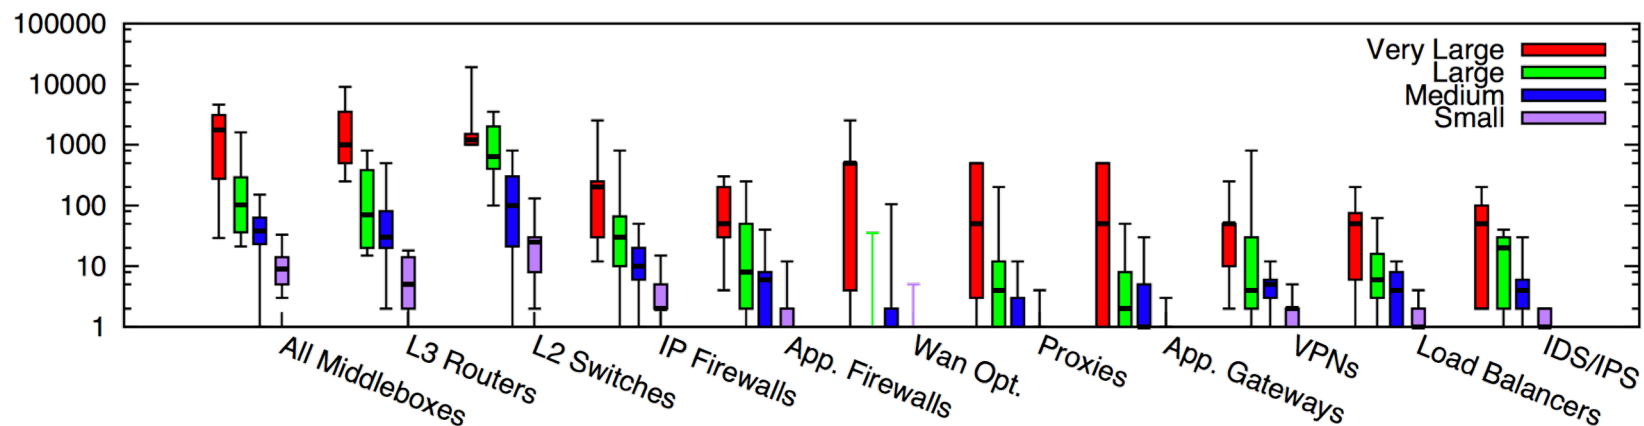 100000
10000
1000
100
10
1
Very Large
Large
Medium
Small
All Middleboxes
L3 Routers
L2 Switches
IP Firewalls
App. Firewalls
Wan Opt.
Proxies
App. Gateways
VPNs
Load Balancers
IDS/IPS